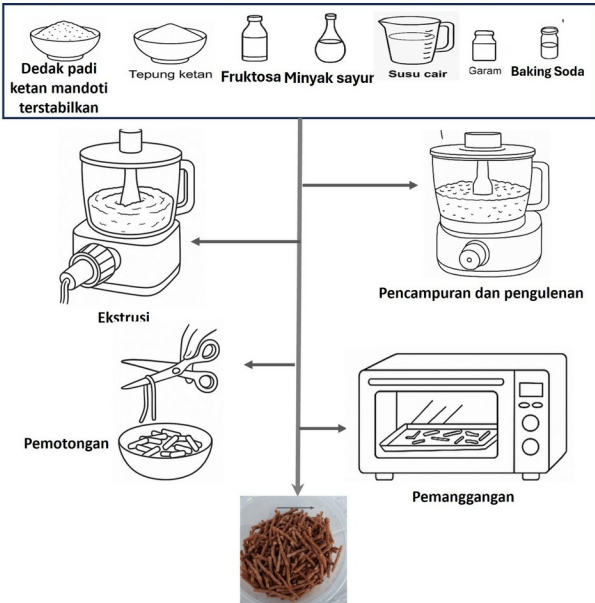 Dedak padi
ketan mandoti
terstabilkan
Tepung ketan
Fruktosa
Minyak sayur
Susu cair
Garam
Baking Soda
Pencampuran dan pengulenan
Ekstrusi
Pemotongan
Pemanggangan